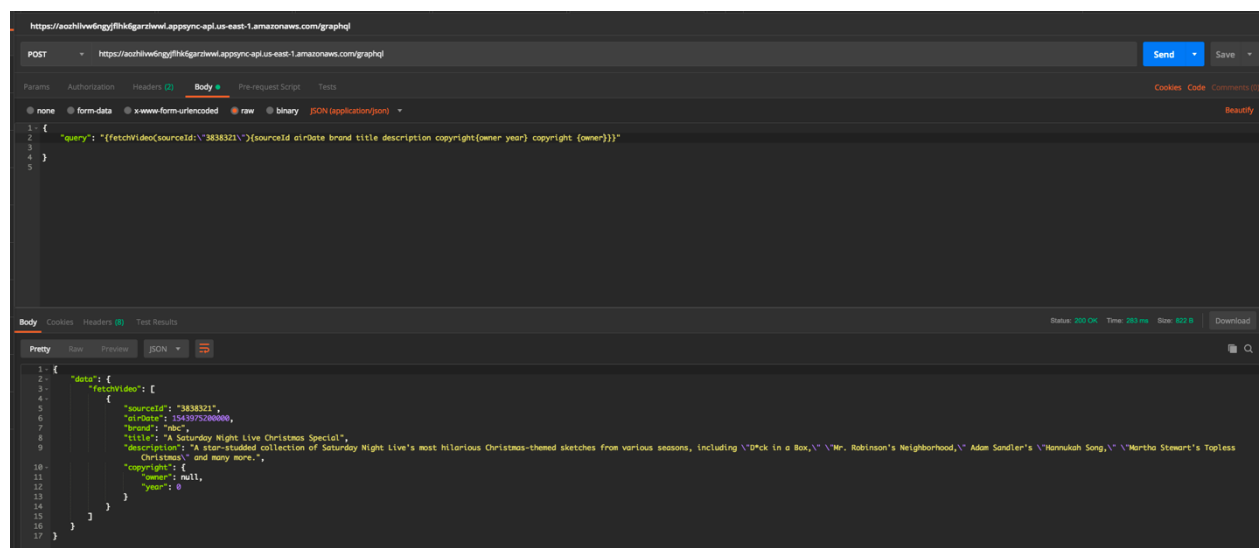 https://aozhiivw6ngyjflhk6garziwwi.appsync-api.us-east-1.amazonaws.com/graphql
POST https://aozhiivw6ngyjflhk6garziwwi.appsync-api.us-east-1.amazonaws.com/graphql Send Save
Params Authorization Headers (2) Body Pre-request Script Tests Cookies Code Comments (0)
none form-data x-www-form-urlencoded raw binary JSON (application/json) Beautify
1 {
2 "query": "{fetchVideo(sourceId:\"3838321\"){sourceId airDate brand title description copyright{owner year} copyright {owner}}}"
3
4 }
5
Body Cookies Headers (8) Test Results Status: 200 OK Time: 283 ms Size: 822 B Download
Pretty Raw Preview JSON
1 {
2 "data": {
3 "fetchVideo": [
4 {
5 "sourceId": "3838321",
6 "airDate": 1543975200000,
7 "brand": "nbc",
8 "title": "A Saturday Night Live Christmas Special",
9 "description": "A star-studded collection of Saturday Night Live's most hilarious Christmas-themed sketches from various seasons, including \"D*ck in a Box,\" \"Mr. Robinson's Neighborhood,\" Adam Sandler's \"Hannukah Song,\" \"Martha Stewart's Topless
Christmas\" and many more.",
10 "copyright": {
11 "owner": null,
12 "year": 0
13 }
14 }
15 ]
16 }
17 }